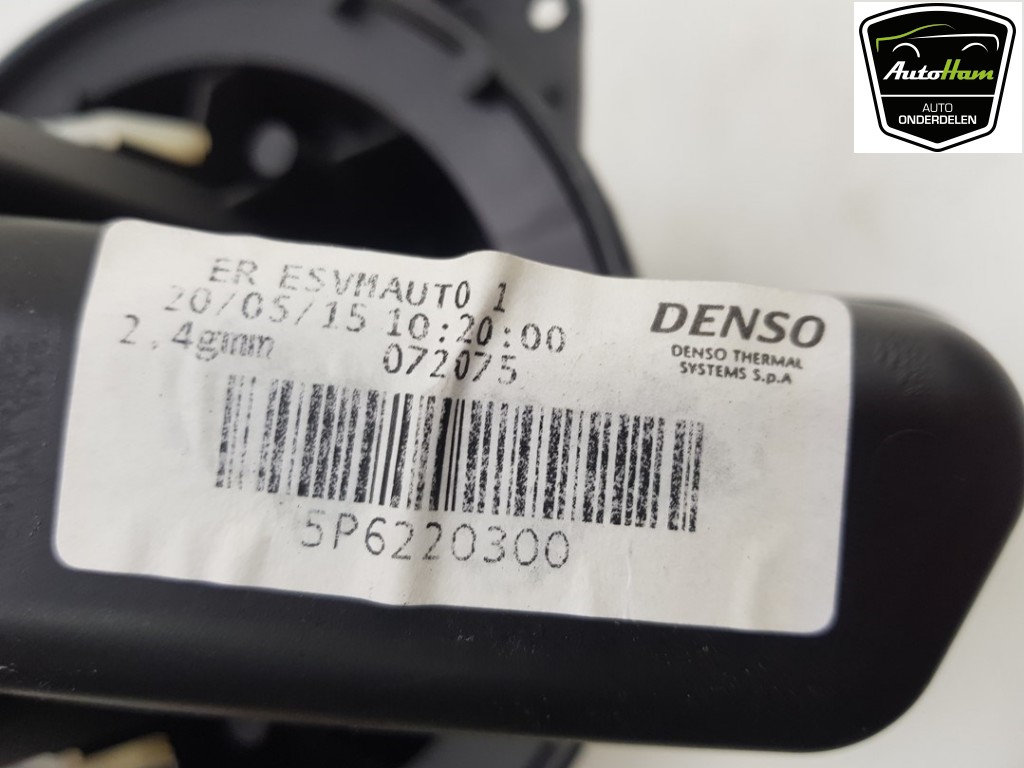 AutoHam
AUTO
ONDERDELEN
ER ESVMAUTO 1
20/05/15 10:20:00
2,4gmm
072075
DENSO
DENSO THERMAL
SYSTEMS S.p.A
5P6220300